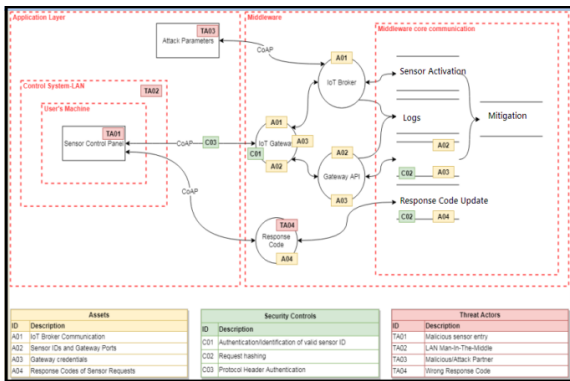 Application Layer
Middleware
TA03
Attack Parameters
Middleware core communication
CoAP
A01
IoT Broker
Sensor Activation
Control System-LAN
TA02
User's Machine
A01
Logs
Mitigation
TA01
Sensor Control Panel
CoAP
C03
IoT Gateway
A03
C01
A02
A02
Gateway API
A03
A02
C02
A03
CoAP
Response Code Update
C02
A04
TA04
Response
Code
A04
Assets
ID Description
A01 IoT Broker Communication
A02 Sensor IDs and Gateway Ports
A03 Gateway credentials
A04 Response Codes of Sensor Requests
Security Controls
ID Description
C01 Authentication/Identification of valid sensor ID
C02 Request hashing
C03 Protocol Header Authentication
Threat Actors
ID Description
TA01 Malicious sensor entry
TA02 LAN Man-In-The-Middle
TA03 Malicious/Attack Partner
TA04 Wrong Response Code